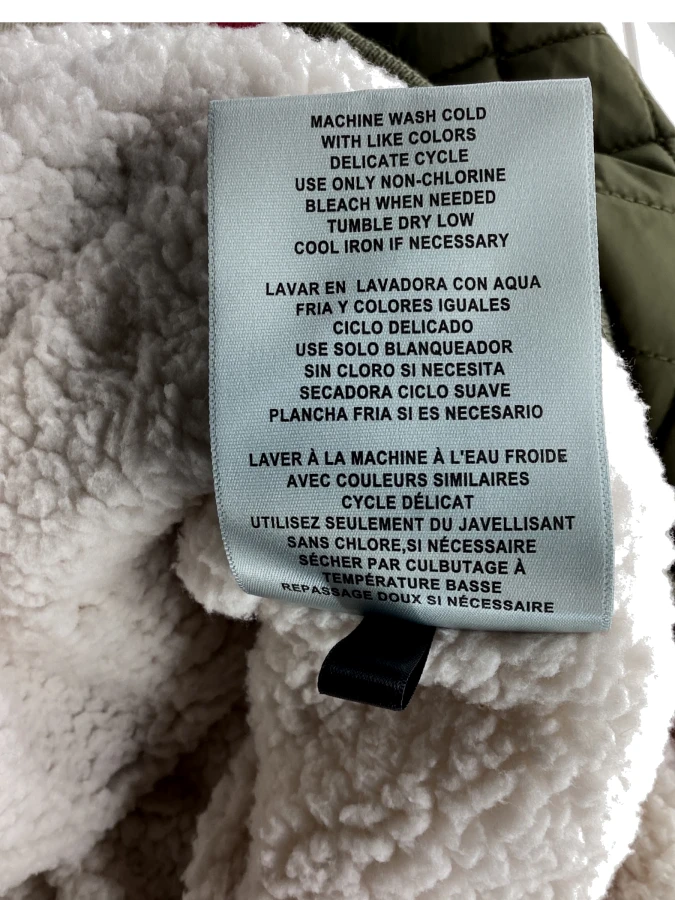 MACHINE WASH COLD
WITH LIKE COLORS
DELICATE CYCLE
USE ONLY NON-CHLORINE
BLEACH WHEN NEEDED
TUMBLE DRY LOW
COOL IRON IF NECESSARY
LAVAR EN LAVADORA CON AQUA
FRIA Y COLORES IGUALES
CICLO DELICADO
USE SOLO BLANQUEADOR
SIN CLORO SI NECESITA
SECADORA CICLO SUAVE
PLANCHA FRIA SI ES NECESARIO
LAVER À LA MACHINE À L'EAU FROIDE
AVEC COULEURS SIMILAIRES
CYCLE DÉLICAT
UTILISEZ SEULEMENT DU JAVELLISANT
SANS CHLORE,SI NÉCESSAIRE
SÉCHER PAR CULBUTAGE À
TEMPÉRATURE BASSE
REPASSAGE DOUX SI NÉCESSAIRE